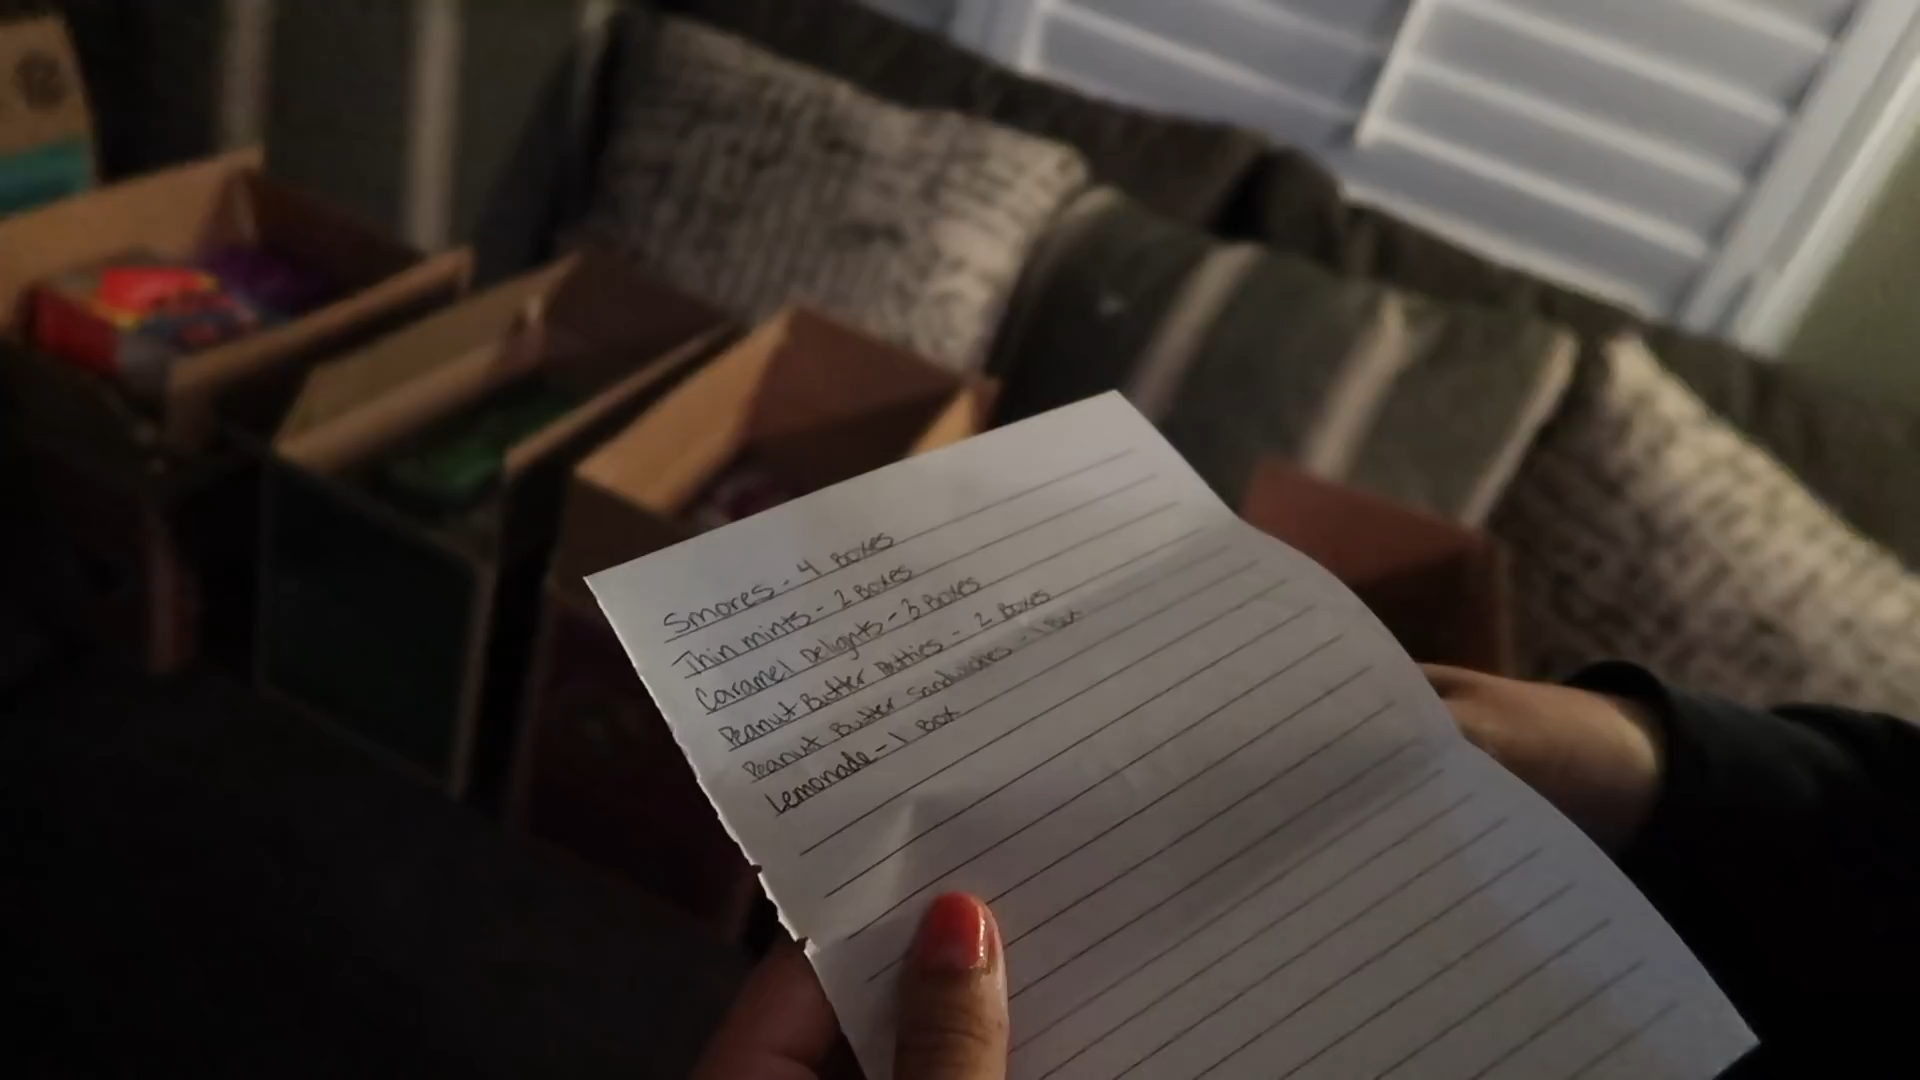 Smores - 4 Boxes
Thin mints - 2 Boxes
Caramel Delights - 3 Boxes
Peanut Butter Patties - 2 Boxes
Peanut Butter Sandwiches - 1 Box
Lemonade - 1 Box